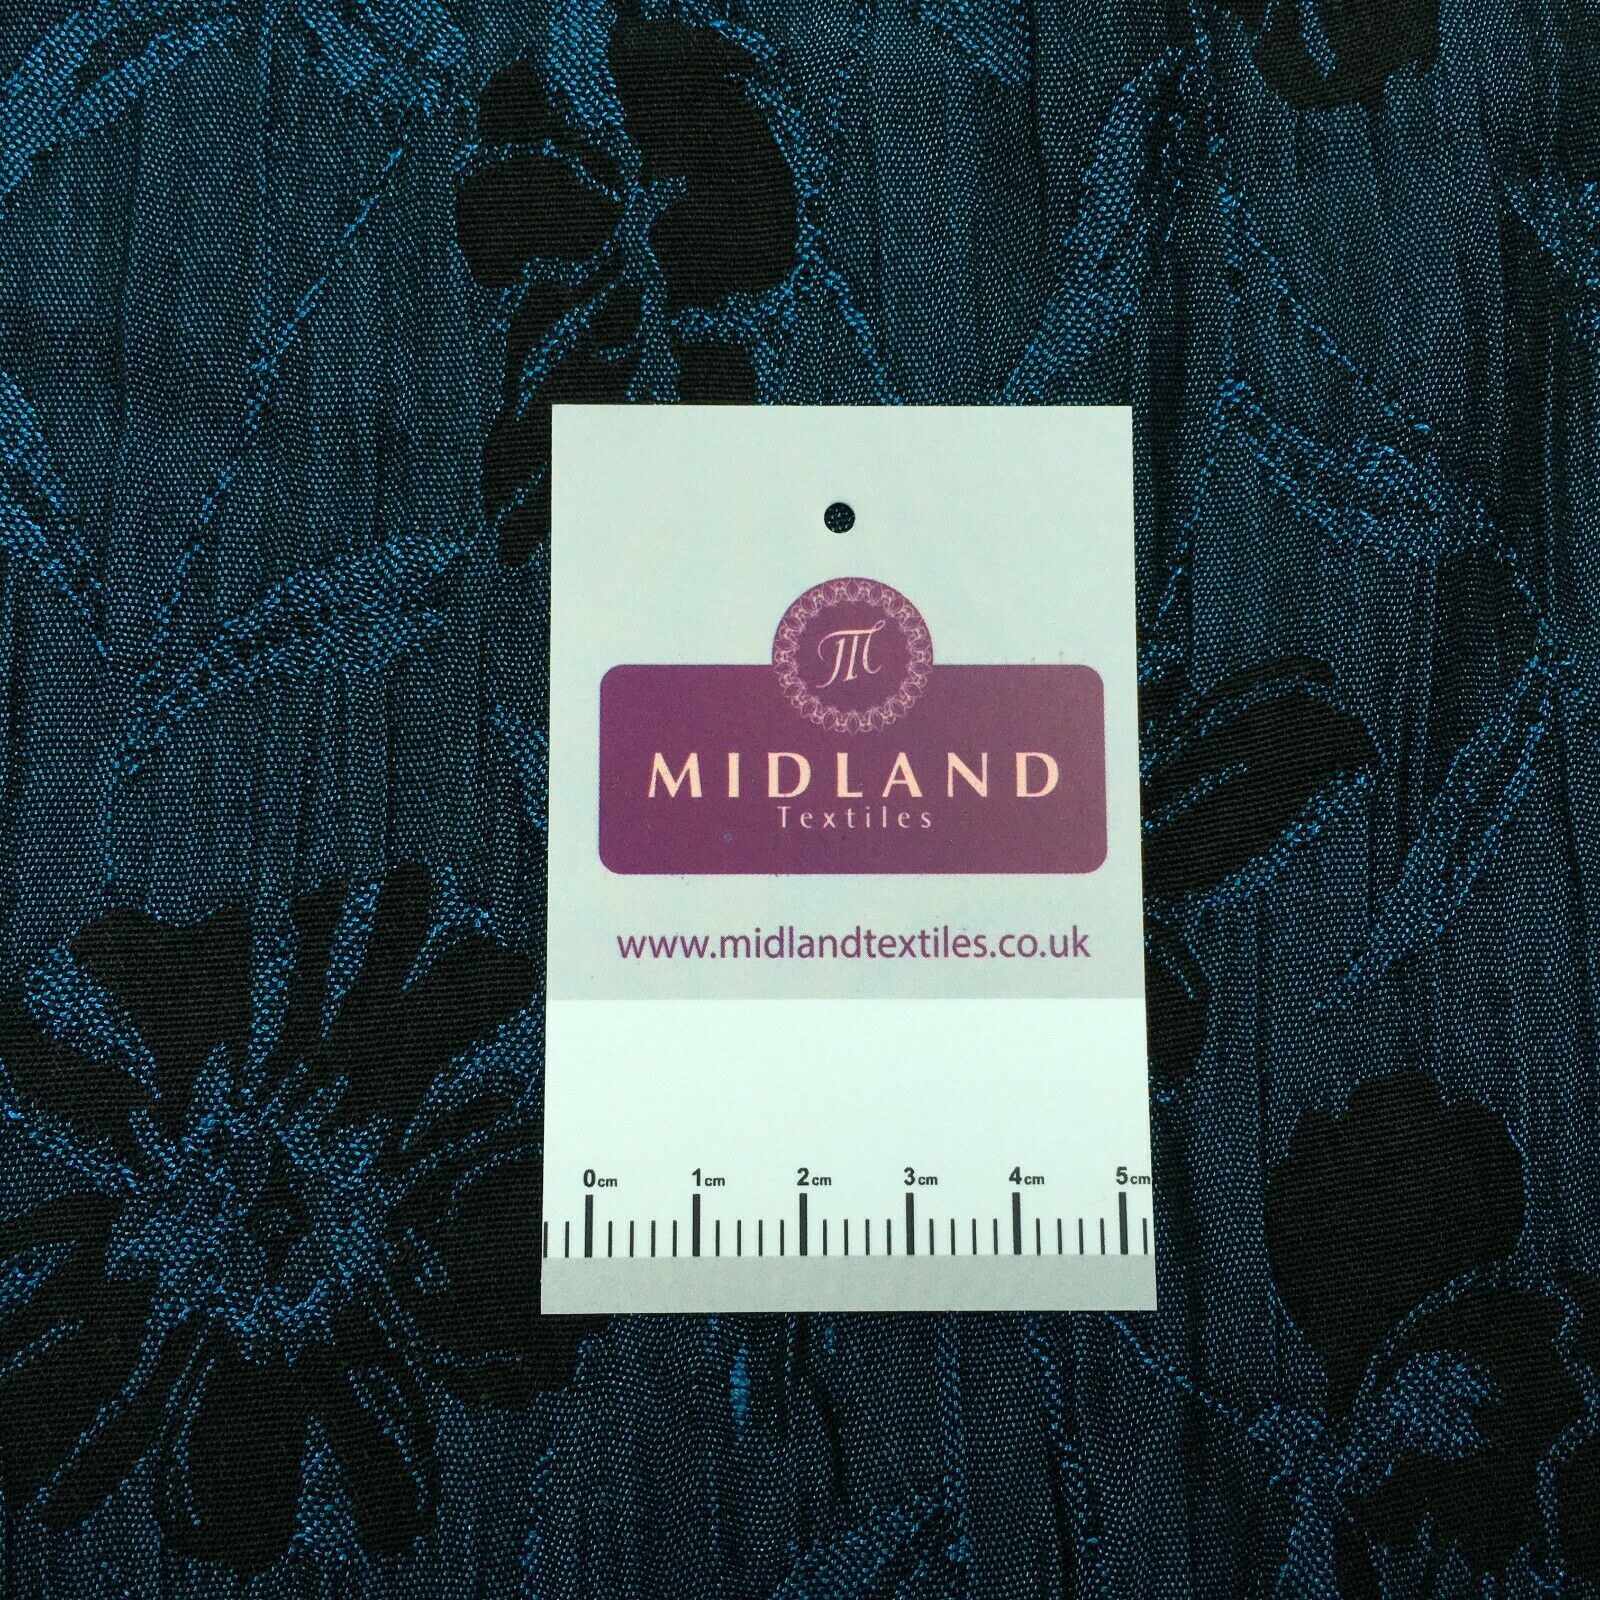 M
MIDLAND
Textiles
www.midlandtextiles.co.uk
0cm 1cm 2cm 3cm 4cm 5cm